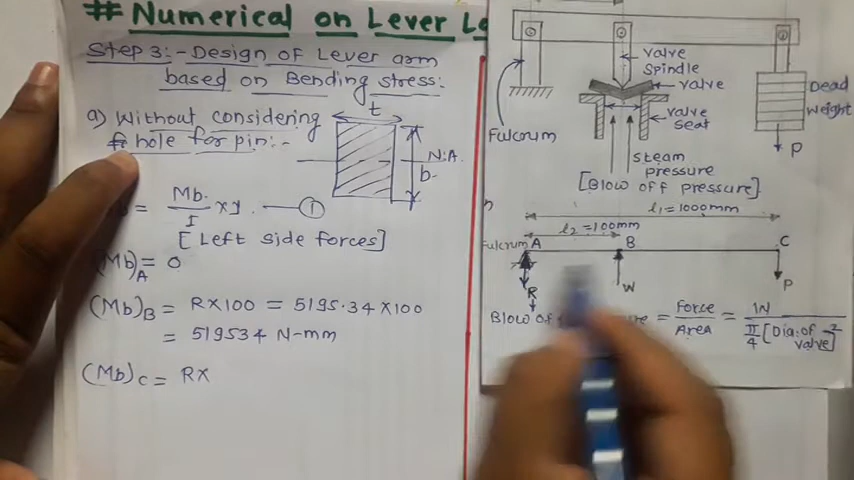 # Numerical on Lever
Step 3:- Design of Lever arm
based on Bending stress:
a) Without considering
hole for pin:-
t
N.A.
b
= Mb/I × y. — ①
[Left side forces]
(Mb)A = 0
(Mb)B = R×100 = 5195.34 ×100
= 519534 N-mm
(Mb)C = R×
valve
spindle
valve
valve
seat
Dead
weight
P
Fulcrum
steam
pressure
[Blow off pressure]
l1=1000mm
l2=100mm
Fulcrum A
B
C
R
W
P
Blow = Force/Area = W/π/4 [Dia. of valve]²